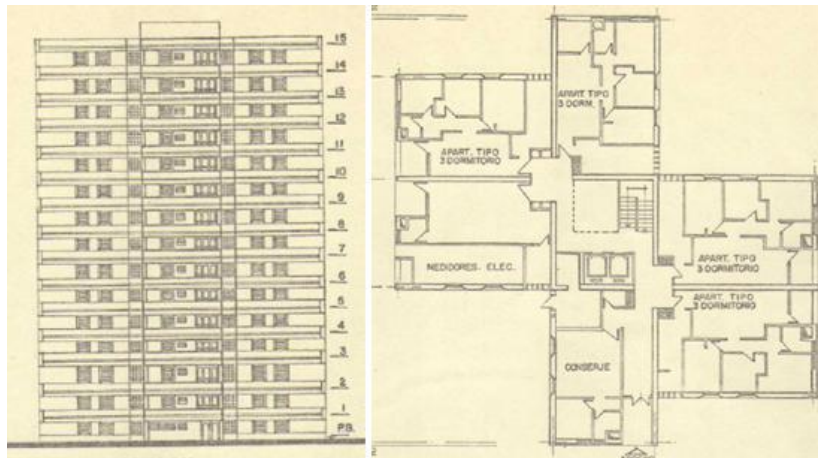 15
14
13
12
11
10
9
8
7
6
5
4
3
2
1
P.B.
APART. TIPO
3 DORM.
APART. TIPO
3 DORMITORIO
MEDIDORES. ELEC.
APART. TIPO
3 DORMITORIO
APART. TIPO
3 DORMITORIO
CONSERJE